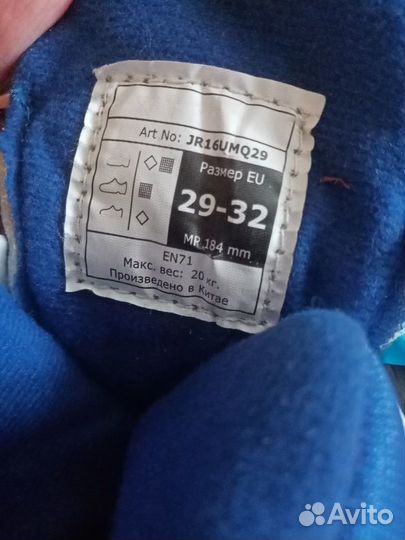 Art No: JR16UMQ29
Размер EU
29-32
MP 184 mm
EN71
Макс. вес: 20 кг.
Произведено в Китае
Avito